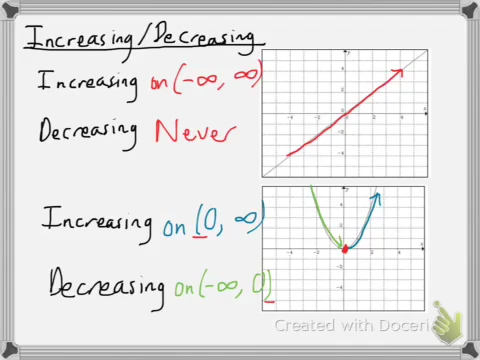 Increasing/Decreasing
Increasing on (-∞, ∞)
Decreasing Never
Increasing on [0, ∞)
Decreasing on (-∞, 0]
Created with Doceri